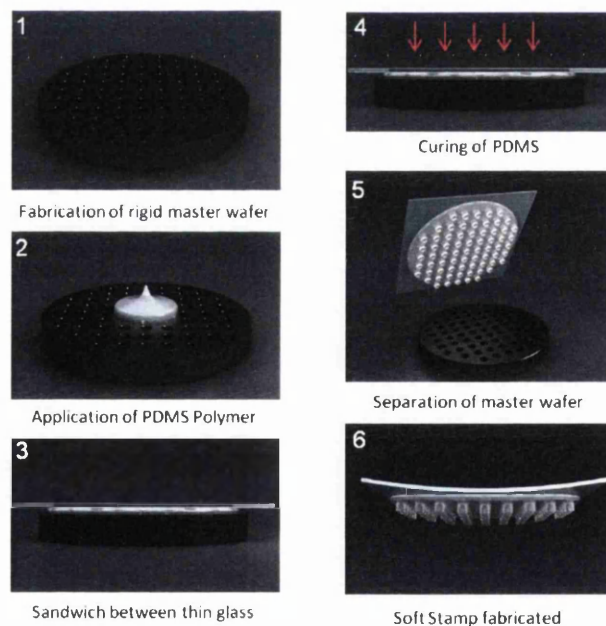 1
Fabrication of rigid master wafer
2
Application of PDMS Polymer
3
Sandwich between thin glass
4
Curing of PDMS
5
Separation of master wafer
6
Soft Stamp fabricated